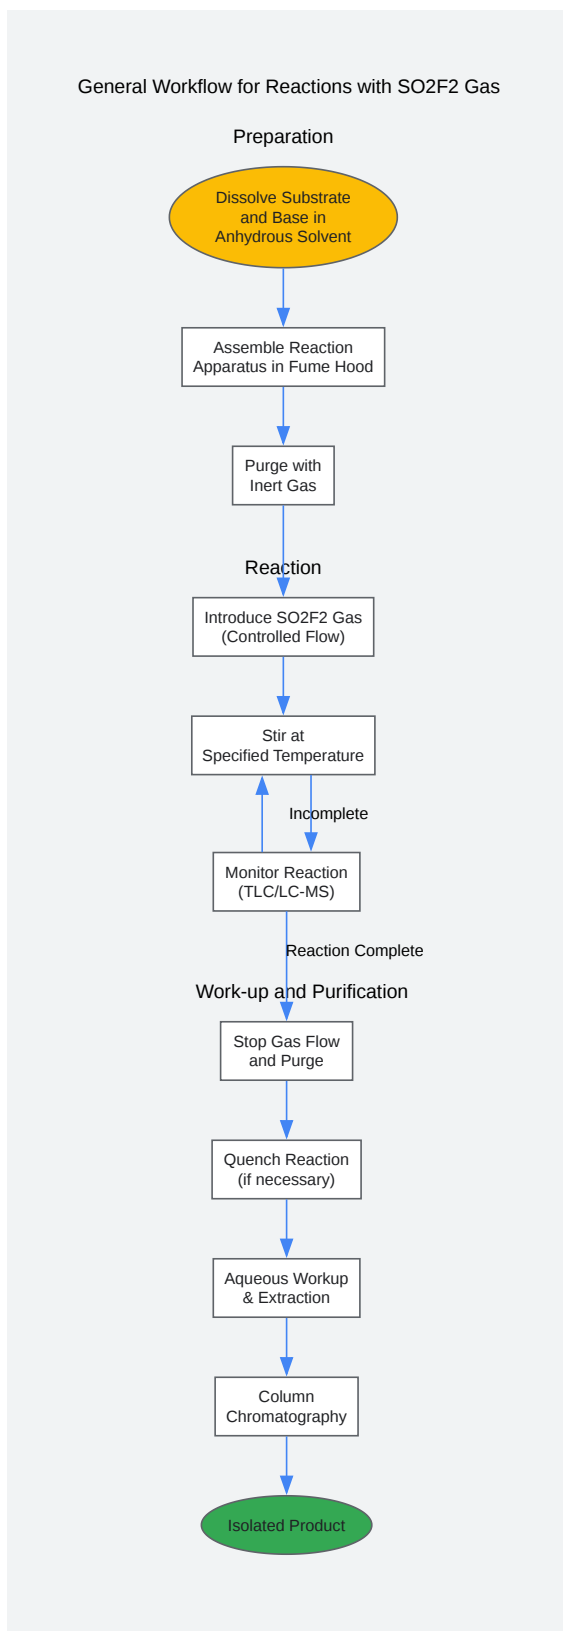 General Workflow for Reactions with SO2F2 Gas
Preparation
Dissolve Substrate
and Base in
Anhydrous Solvent
Assemble Reaction
Apparatus in Fume Hood
Purge with
Inert Gas
Reaction
Introduce SO2F2 Gas
(Controlled Flow)
Stir at
Specified Temperature
Incomplete
Monitor Reaction
(TLC/LC-MS)
Reaction Complete
Work-up and Purification
Stop Gas Flow
and Purge
Quench Reaction
(if necessary)
Aqueous Workup
& Extraction
Column
Chromatography
Isolated Product